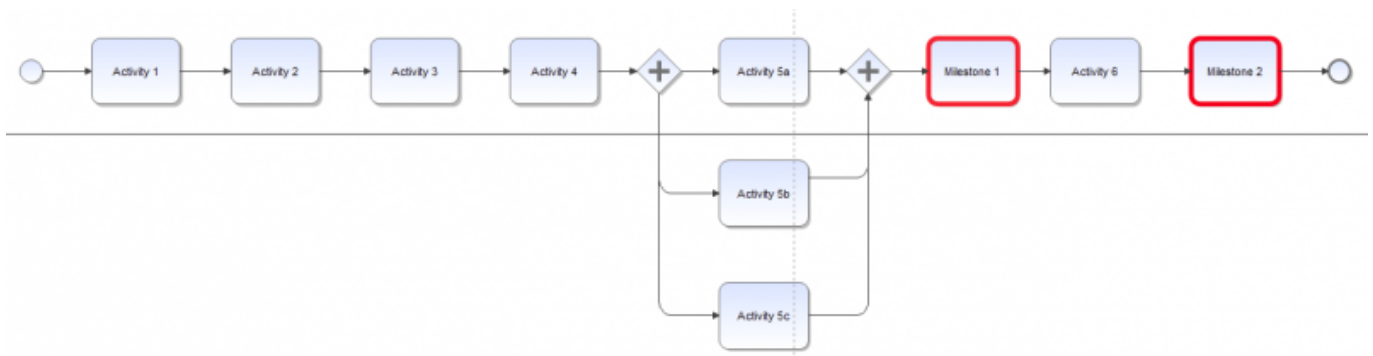 Activity 1
Activity 2
Activity 3
Activity 4
Activity 5a
Milestone 1
Activity 6
Milestone 2
Activity 5b
Activity 5c